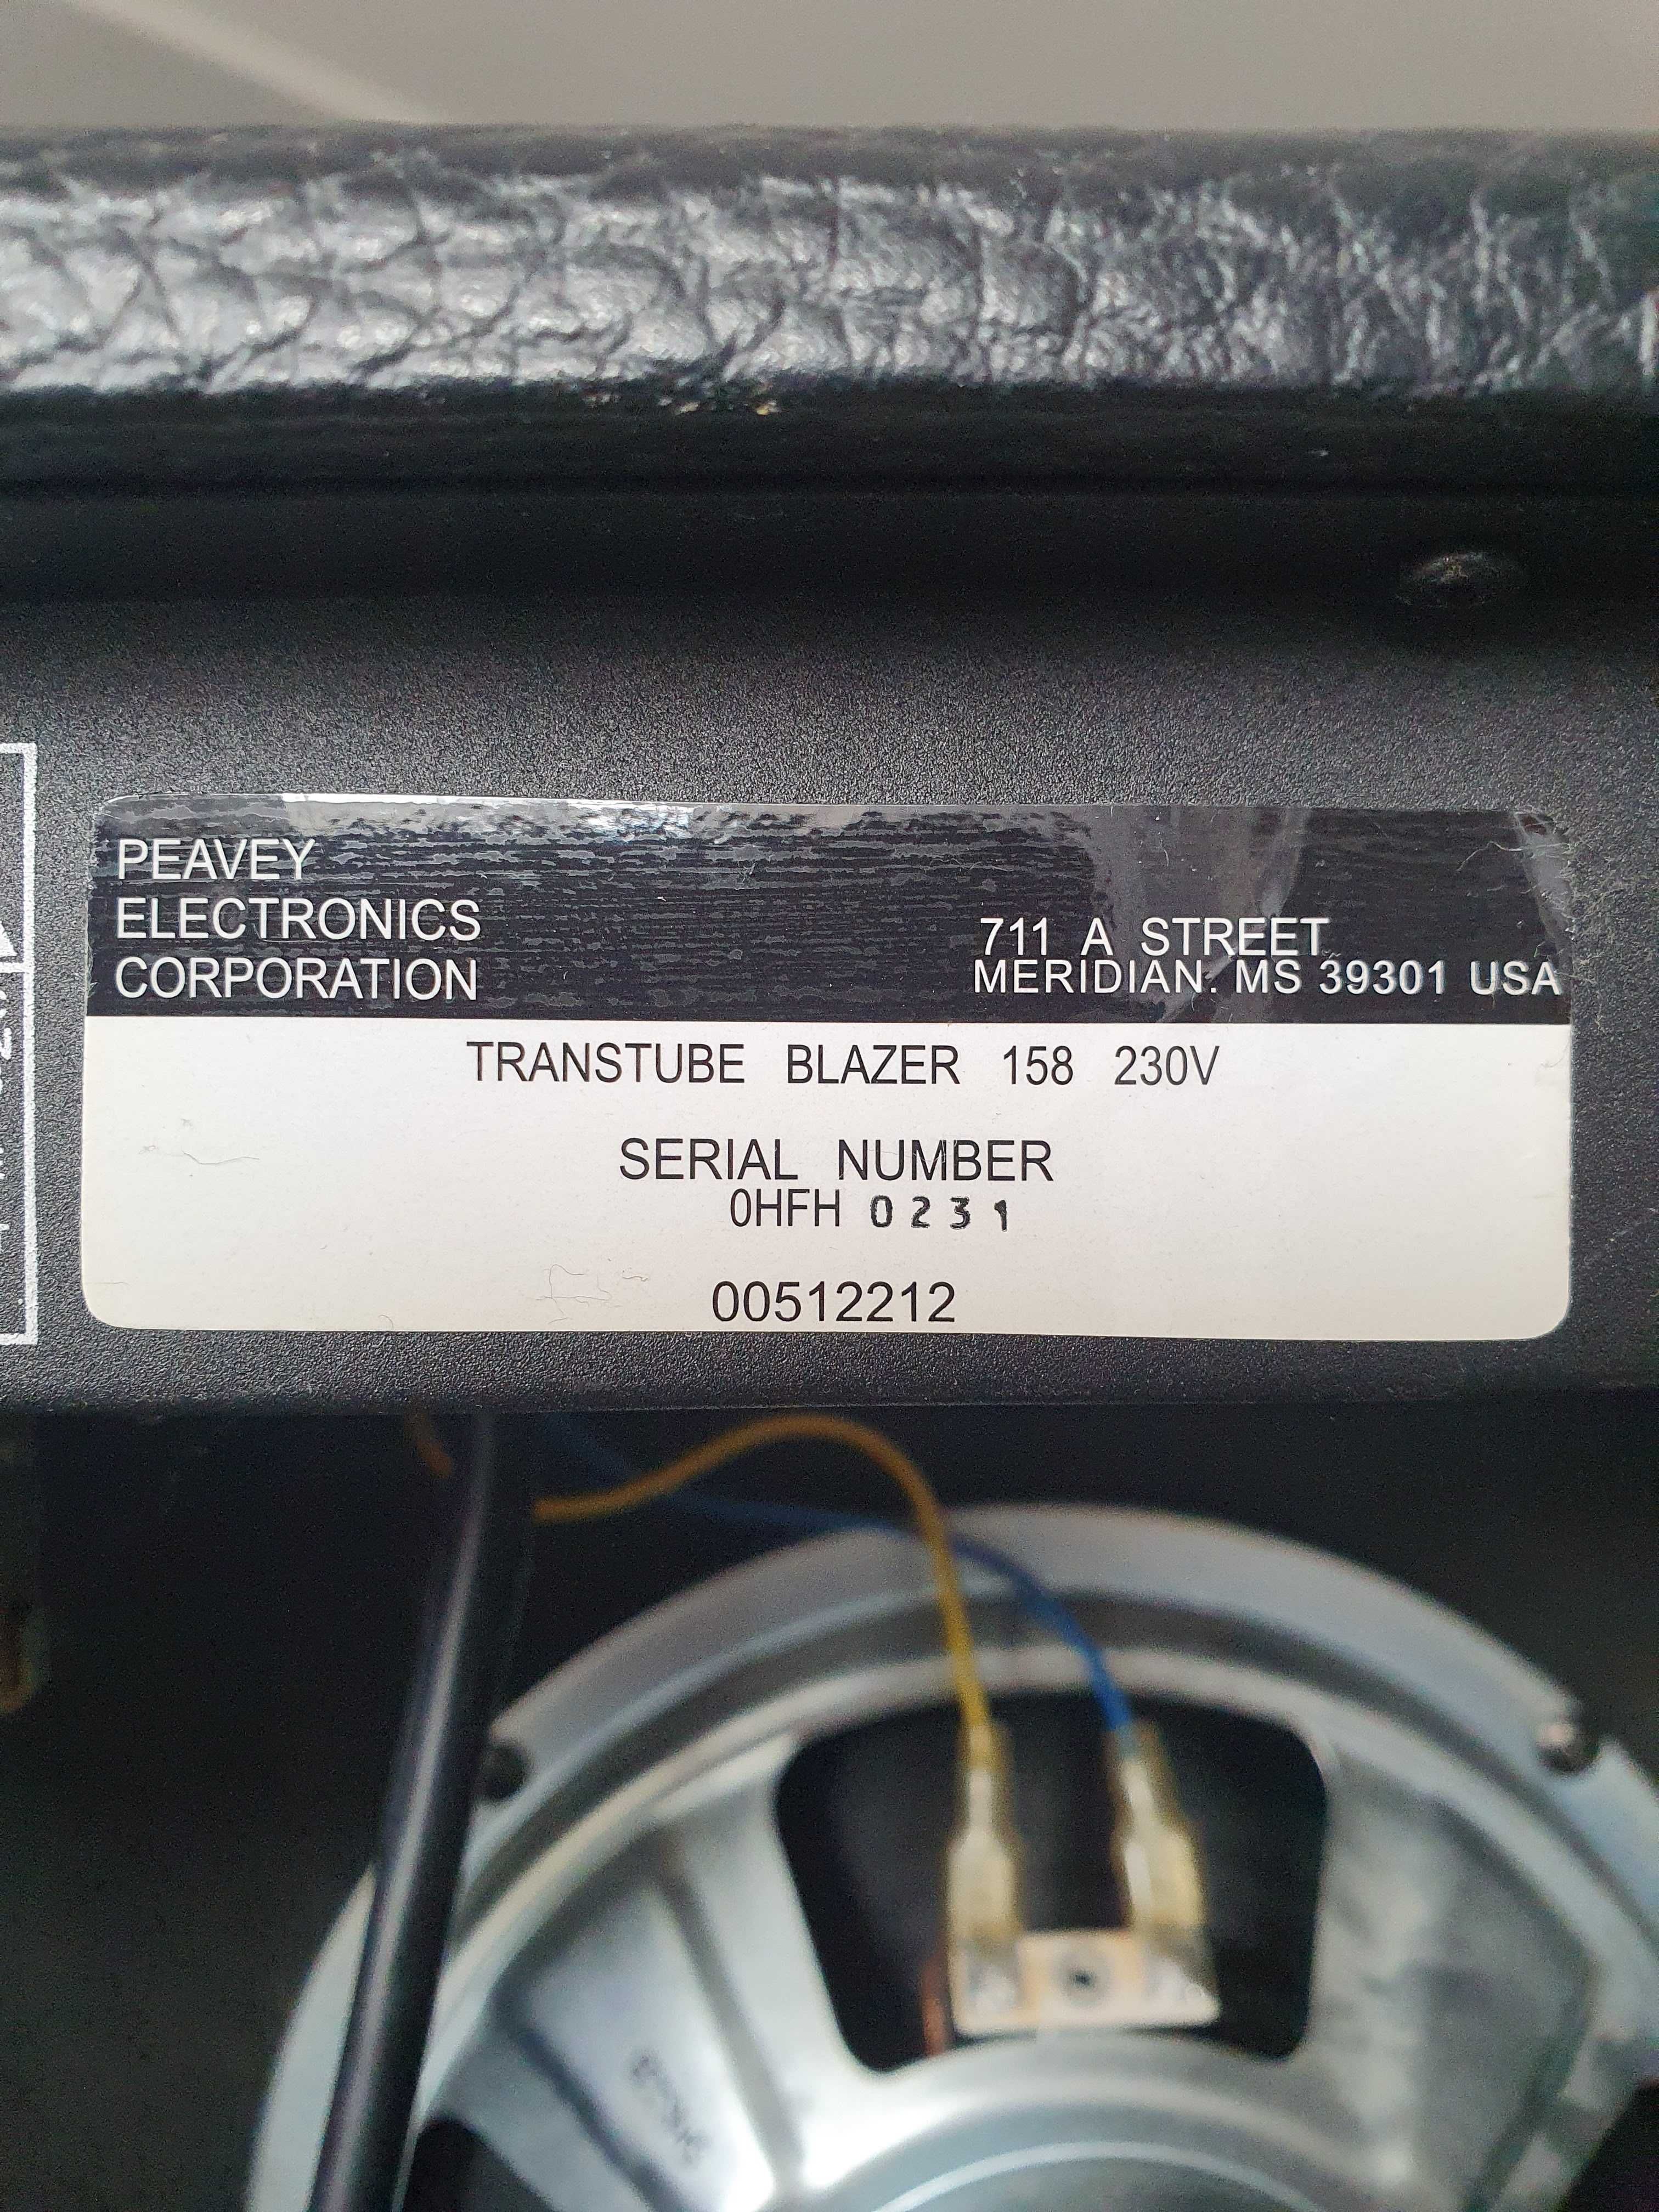 PEAVEY
ELECTRONICS
CORPORATION
711 A STREET
MERIDIAN. MS 39301 USA
TRANSTUBE BLAZER 158 230V
SERIAL NUMBER
0HFH 0231
00512212